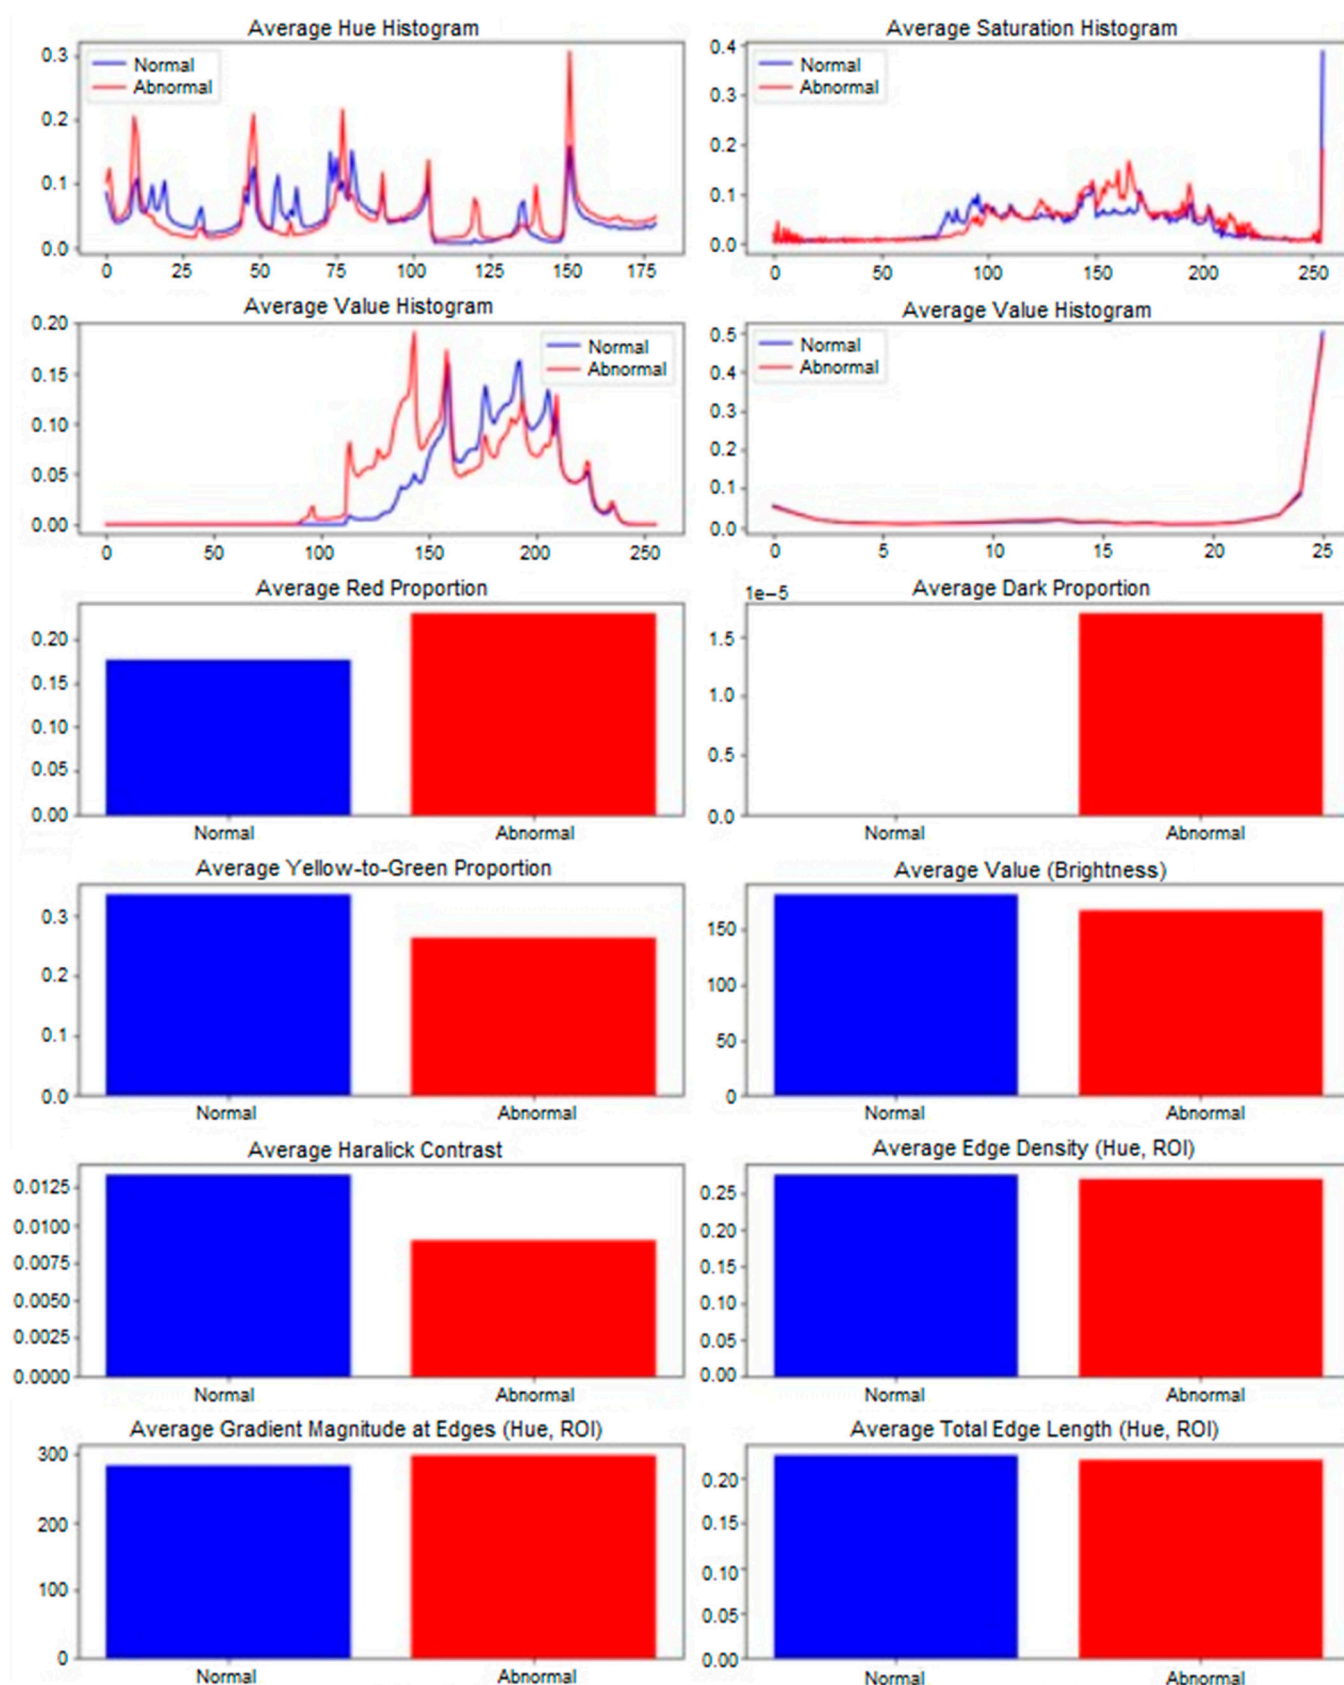 Average Hue Histogram
0.3
0.2
0.1
0.0
Normal
Abnormal
0 25 50 75 100 125 150 175
Average Saturation Histogram
0.4
0.3
0.2
0.1
0.0
Normal
Abnormal
0 50 100 150 200 250
Average Value Histogram
0.20
0.15
0.10
0.05
0.00
Normal
Abnormal
0 50 100 150 200 250
Average Value Histogram
0.5
0.4
0.3
0.2
0.1
0.0
Normal
Abnormal
0 5 10 15 20 25
Average Red Proportion
0.20
0.15
0.10
0.05
0.00
Normal Abnormal
1e−5 Average Dark Proportion
1.5
1.0
0.5
0.0
Normal Abnormal
Average Yellow-to-Green Proportion
0.3
0.2
0.1
0.0
Normal Abnormal
Average Value (Brightness)
150
100
50
0
Normal Abnormal
Average Haralick Contrast
0.0125
0.0100
0.0075
0.0050
0.0025
0.0000
Normal Abnormal
Average Edge Density (Hue, ROI)
0.25
0.20
0.15
0.10
0.05
0.00
Normal Abnormal
Average Gradient Magnitude at Edges (Hue, ROI)
300
200
100
0
Normal Abnormal
Average Total Edge Length (Hue, ROI)
0.20
0.15
0.10
0.05
0.00
Normal Abnormal